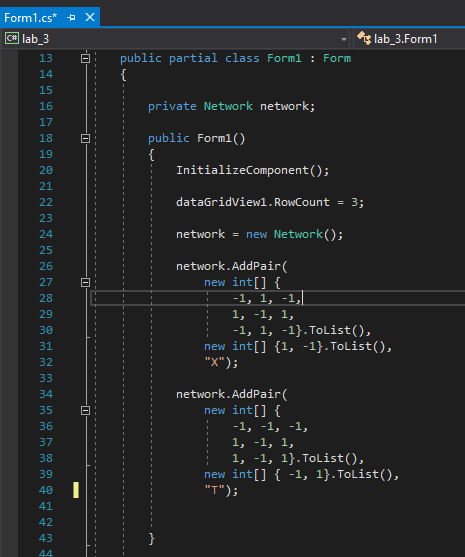 Form1.cs*
C# lab_3 lab_3.Form1
13 public partial class Form1 : Form
14 {
15
16 private Network network;
17
18 public Form1()
19 {
20 InitializeComponent();
21
22 dataGridView1.RowCount = 3;
23
24 network = new Network();
25
26 network.AddPair(
27 new int[] {
28 -1, 1, -1,
29 1, -1, 1,
30 -1, 1, -1}.ToList(),
31 new int[] {1, -1}.ToList(),
32 "X");
33
34 network.AddPair(
35 new int[] {
36 -1, -1, -1,
37 1, -1, 1,
38 1, -1, 1}.ToList(),
39 new int[] { -1, 1}.ToList(),
40 "T");
41
42
43 }
44